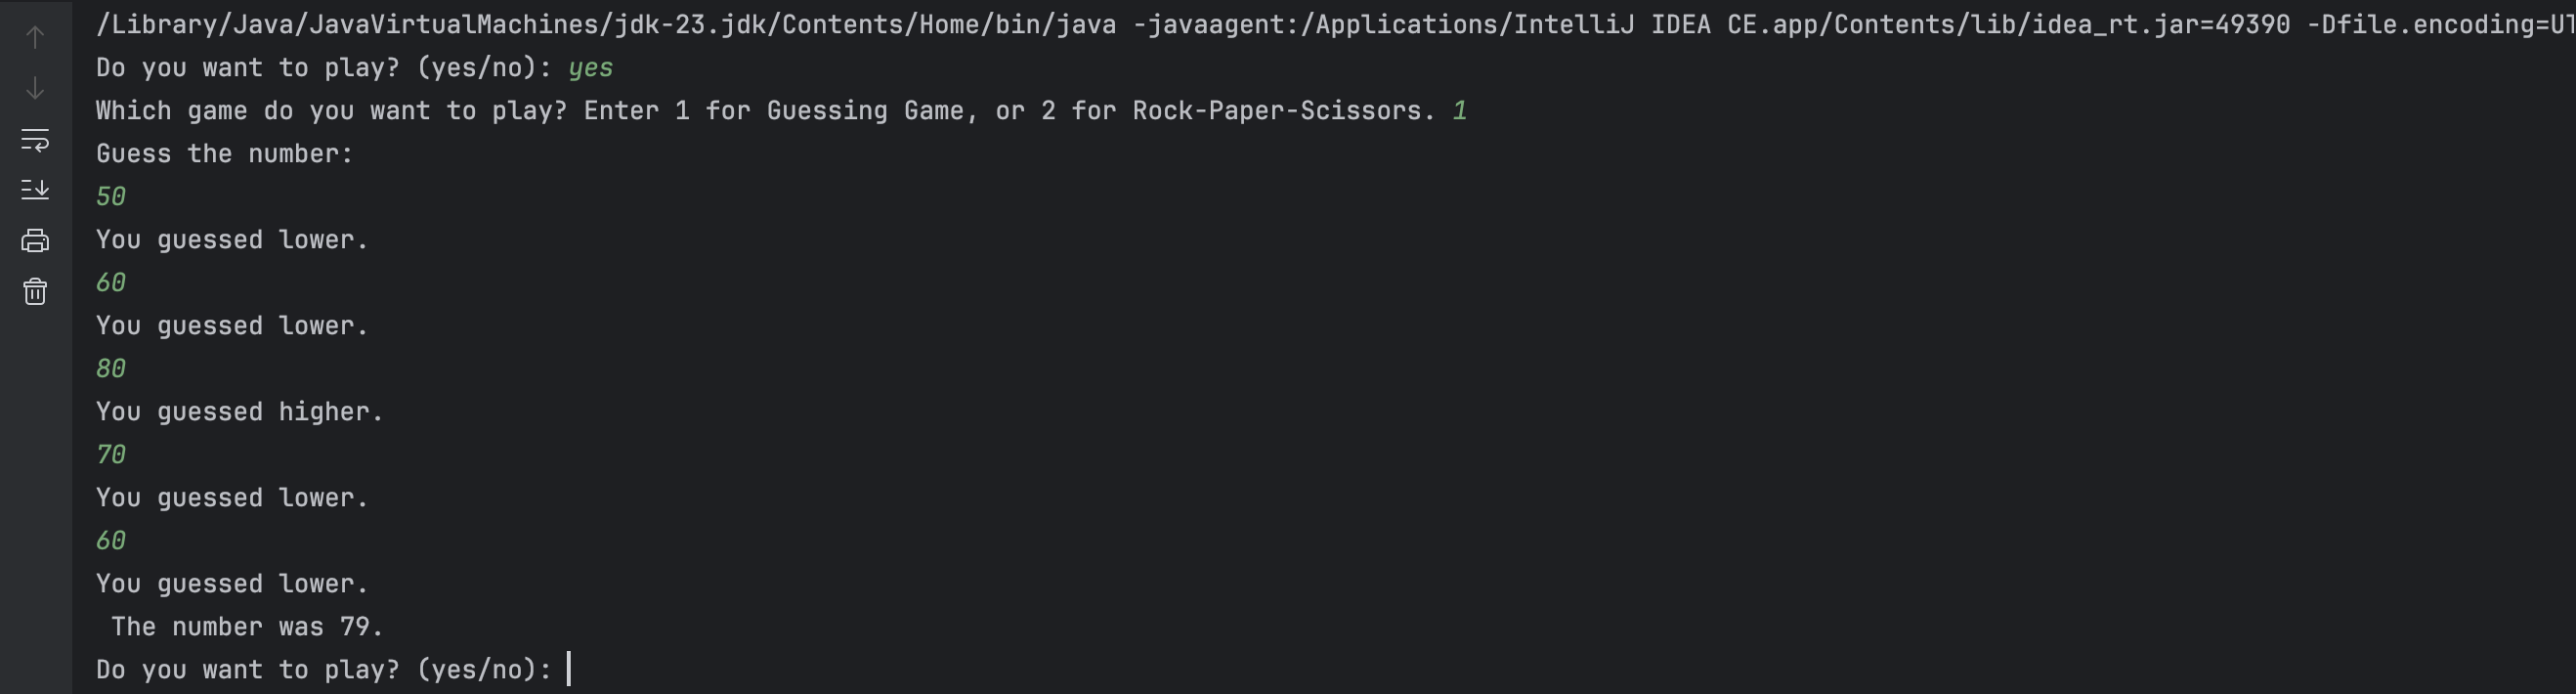 /Library/Java/JavaVirtualMachines/jdk-23.jdk/Contents/Home/bin/java -javaagent:/Applications/IntelliJ IDEA CE.app/Contents/lib/idea_rt.jar=49390 -Dfile.encoding=UT
Do you want to play? (yes/no): yes
Which game do you want to play? Enter 1 for Guessing Game, or 2 for Rock-Paper-Scissors. 1
Guess the number:
50
You guessed lower.
60
You guessed lower.
80
You guessed higher.
70
You guessed lower.
60
You guessed lower.
 The number was 79.
Do you want to play? (yes/no):